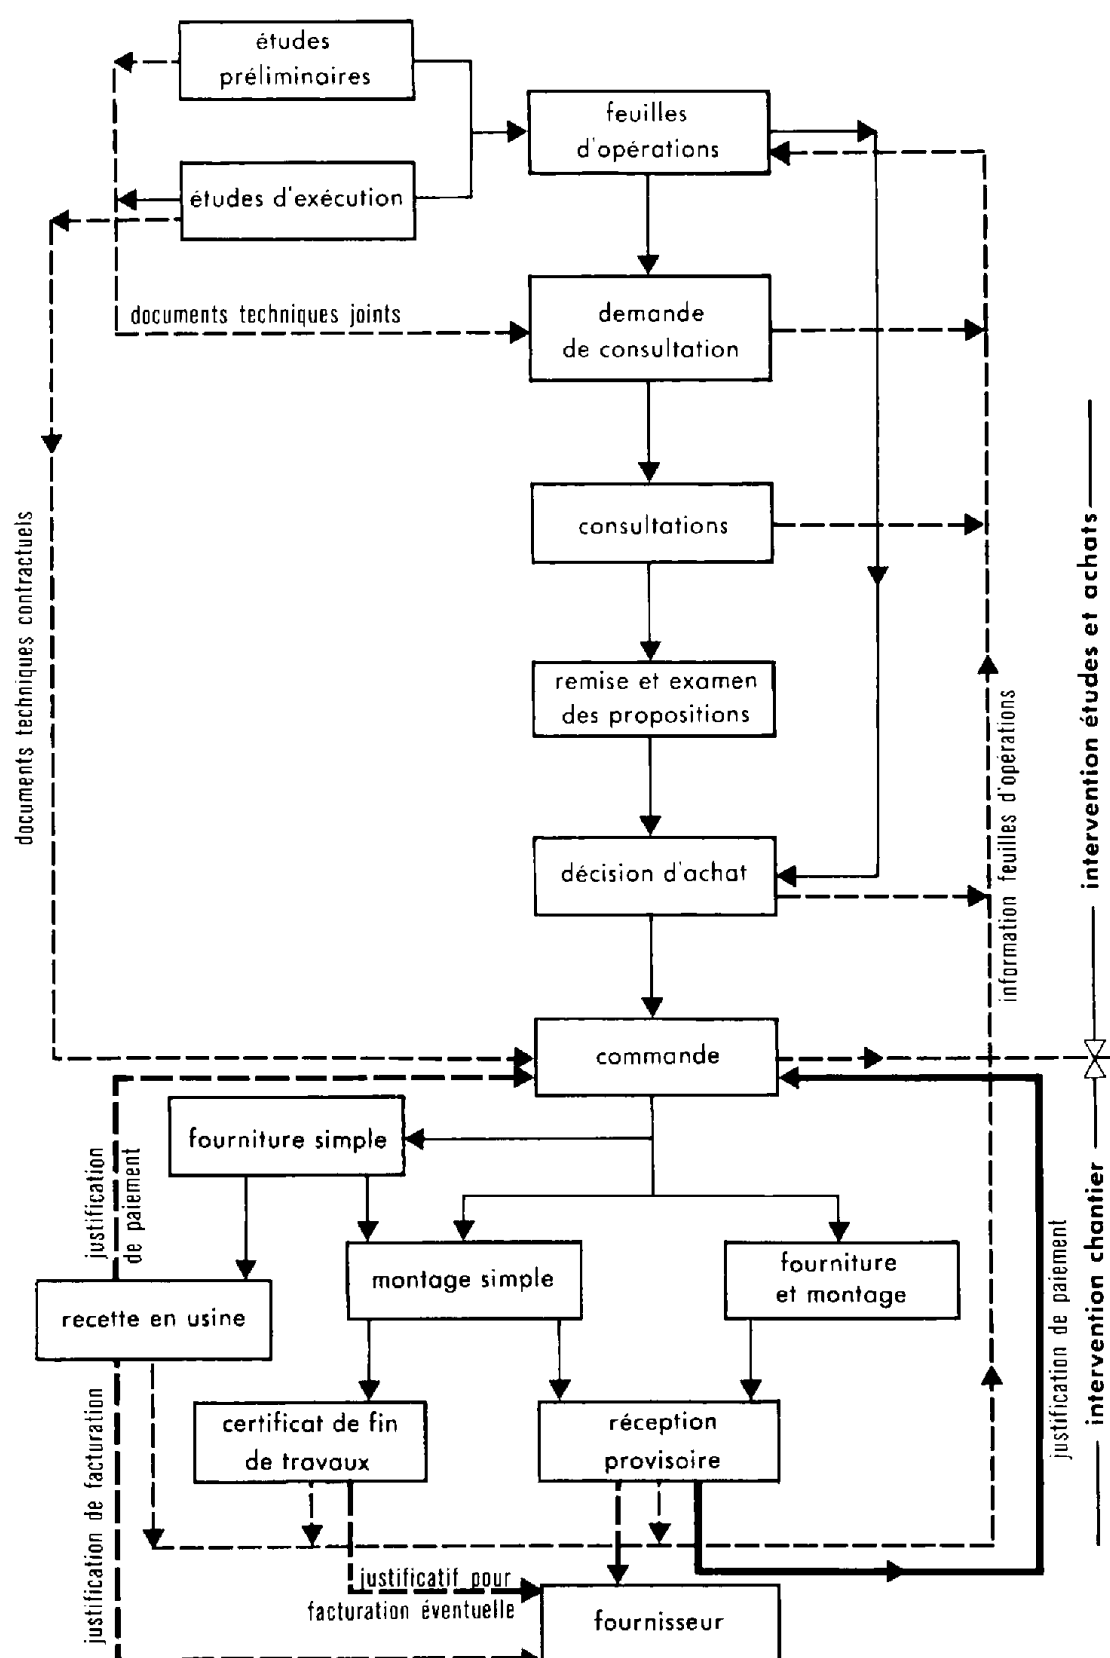 études
préliminaires
feuilles
d'opérations
études d'exécution
documents techniques joints
demande
de consultation
consultations
documents techniques contractuels
remise et examen
des propositions
information feuilles d'opérations
intervention études et achats
décision d'achat
commande
fourniture simple
justification
de paiement
montage simple
fourniture
et montage
recette en usine
justification de paiement
intervention chantier
certificat de fin
de travaux
réception
provisoire
justification de facturation
justificatif pour
facturation éventuelle
fournisseur